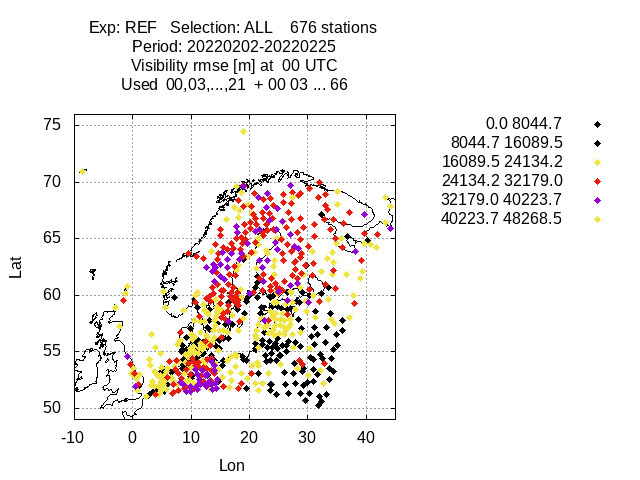 Exp: REF   Selection: ALL    676 stations
Period: 20220202-20220225
Visibility rmse [m] at  00 UTC
Used  00,03,...,21  + 00 03 ... 66
0.0 8044.7
8044.7 16089.5
16089.5 24134.2
24134.2 32179.0
32179.0 40223.7
40223.7 48268.5
75
70
65
60
55
50
Lat
-10 0 10 20 30 40
Lon